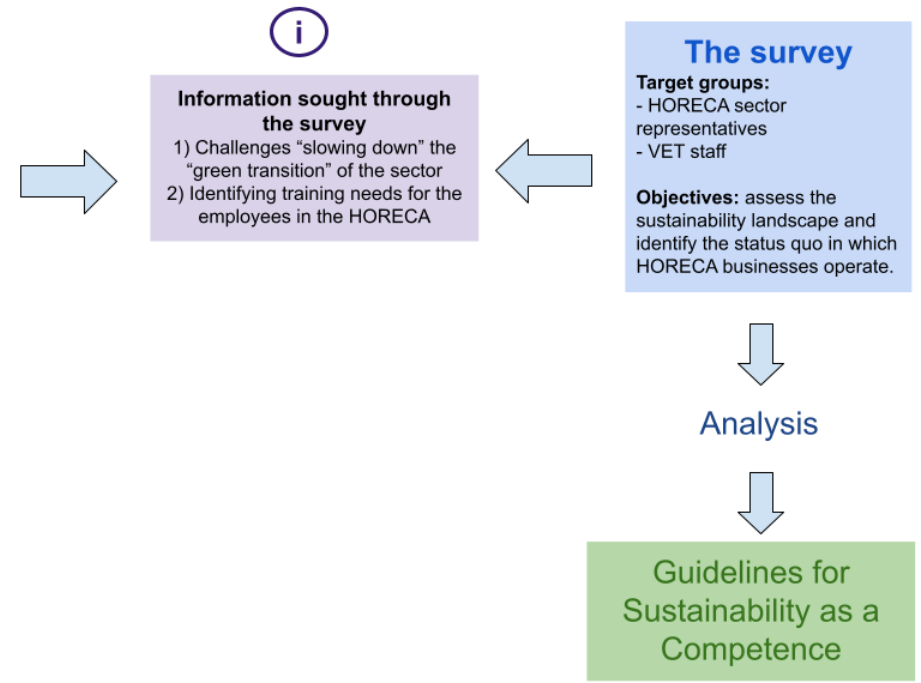 i
Information sought through
the survey
1) Challenges “slowing down” the
“green transition” of the sector
2) Identifying training needs for the
employees in the HORECA
The survey
Target groups:
- HORECA sector
representatives
- VET staff
Objectives: assess the
sustainability landscape and
identify the status quo in which
HORECA businesses operate.
Analysis
Guidelines for
Sustainability as a
Competence